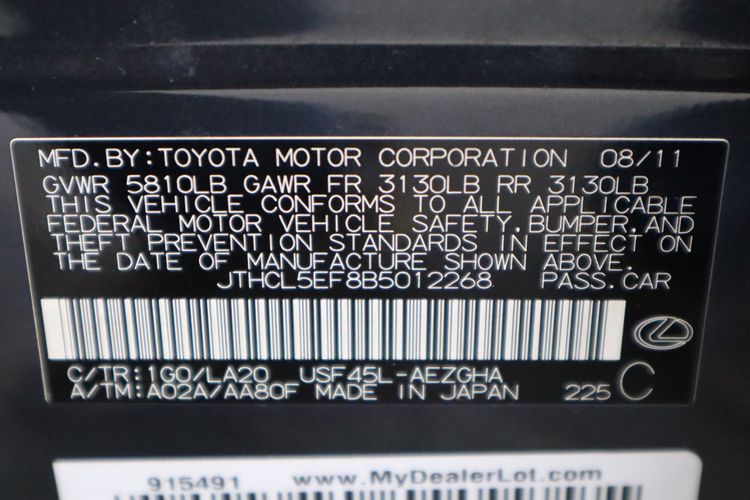 MFD.BY:TOYOTA MOTOR CORPORATION 08/11
GVWR 5810LB GAWR FR 3130LB RR 3130LB
THIS VEHICLE CONFORMS TO ALL APPLICABLE
FEDERAL MOTOR VEHICLE SAFETY,BUMPER,AND
THEFT PREVENTION STANDARDS IN EFFECT ON
THE DATE OF MANUFACTURE SHOWN ABOVE.
JTHCL5EF8B5012268 PASS.CAR
C/TR:1G0/LA20 USF45L-AEZGHA
A/TM:A02A/AA80F MADE IN JAPAN 225 C
915491 www.MyDealerLot.com